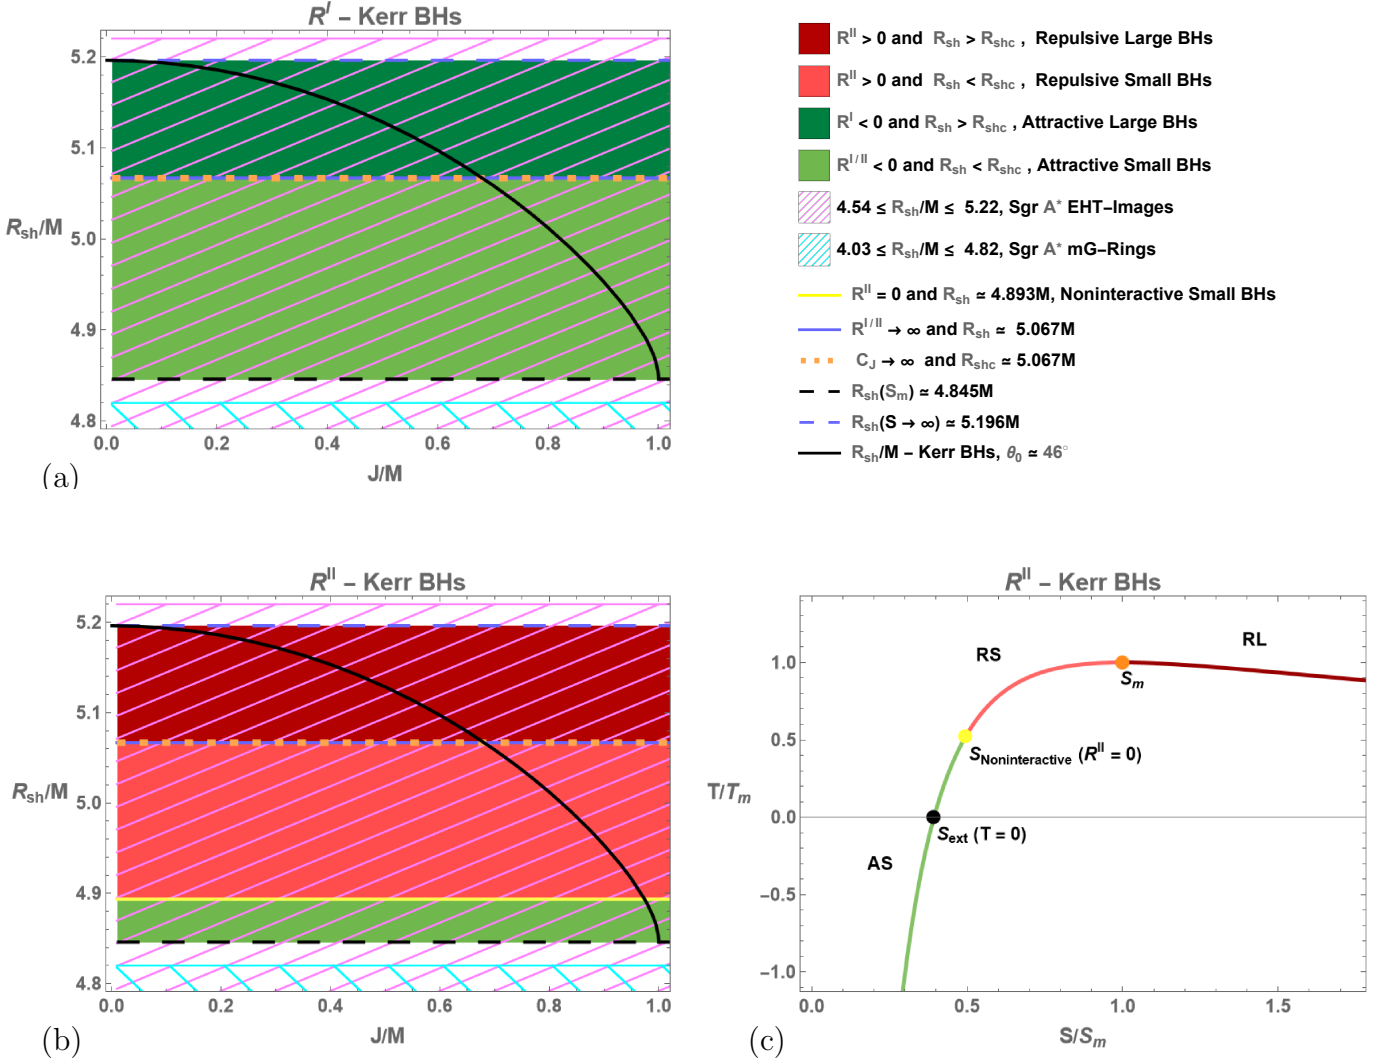 R^I – Kerr BHs
5.2
5.1
5.0
4.9
4.8
R_sh/M
0.0 0.2 0.4 0.6 0.8 1.0
J/M
(a)
R^II > 0 and R_sh > R_shc , Repulsive Large BHs
R^II > 0 and R_sh < R_shc , Repulsive Small BHs
R^I < 0 and R_sh > R_shc , Attractive Large BHs
R^I/II < 0 and R_sh < R_shc , Attractive Small BHs
4.54 ≤ R_sh/M ≤ 5.22, Sgr A* EHT–Images
4.03 ≤ R_sh/M ≤ 4.82, Sgr A* mG–Rings
R^II = 0 and R_sh ≃ 4.893M, Noninteractive Small BHs
R^I/II → ∞ and R_sh ≃ 5.067M
C_J → ∞ and R_shc ≃ 5.067M
R_sh(S_m) ≃ 4.845M
R_sh(S → ∞) ≃ 5.196M
R_sh/M – Kerr BHs, θ_0 ≃ 46°
R^II – Kerr BHs
5.2
5.1
5.0
4.9
4.8
R_sh/M
0.0 0.2 0.4 0.6 0.8 1.0
J/M
(b)
R^II – Kerr BHs
1.0
0.5
0.0
−0.5
−1.0
T/T_m
RS
RL
S_m
S_Noninteractive (R^II = 0)
S_ext (T = 0)
AS
0.0 0.5 1.0 1.5
S/S_m
(c)